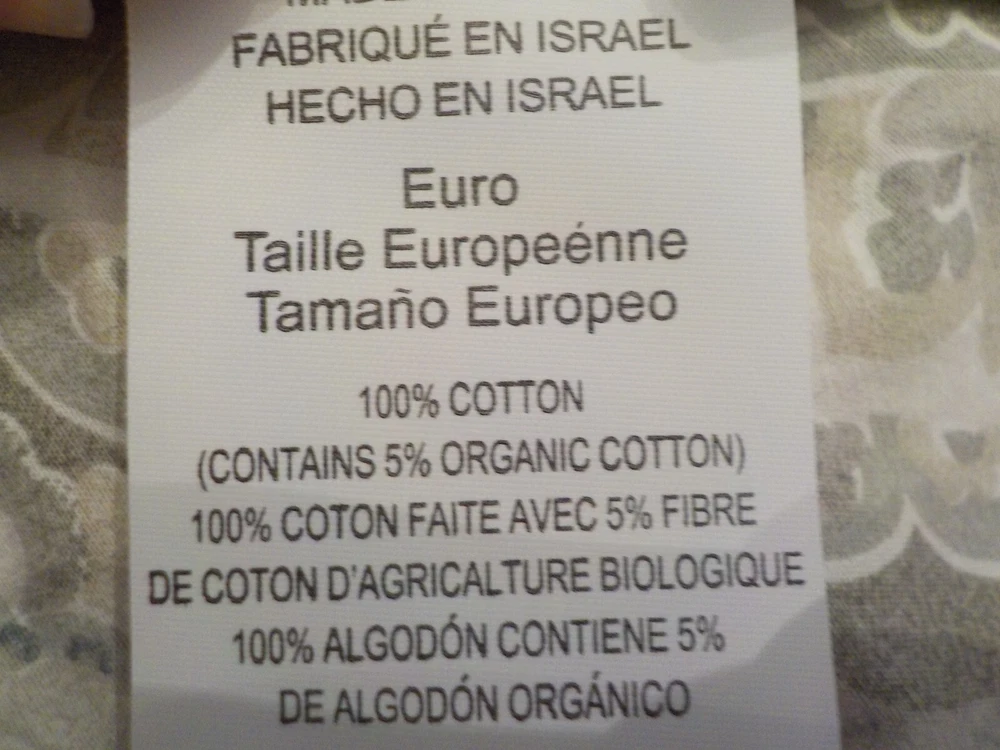 FABRIQUÉ EN ISRAEL
HECHO EN ISRAEL
Euro
Taille Europeénne
Tamaño Europeo
100% COTTON
(CONTAINS 5% ORGANIC COTTON)
100% COTON FAITE AVEC 5% FIBRE
DE COTON D'AGRICALTURE BIOLOGIQUE
100% ALGODÓN CONTIENE 5%
DE ALGODÓN ORGÁNICO